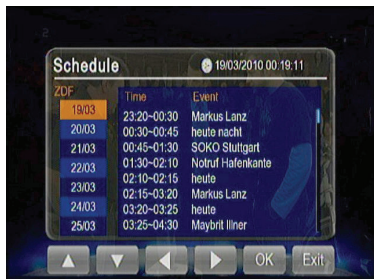 2
Schedule 19/03/2010 00:19:11
ZDF
Time Event
19/03 23:20~00:30 Markus Lanz
20/03 00:30~00:45 heute nacht
21/03 00:45~01:30 SOKO Stuttgart
22/03 01:30~02:10 Notruf Hafenkante
23/03 02:10~02:15 heute
24/03 02:15~03:20 Markus Lanz
25/03 03:20~03:25 heute
03:25~04:30 Maybrit Illner
OK Exit